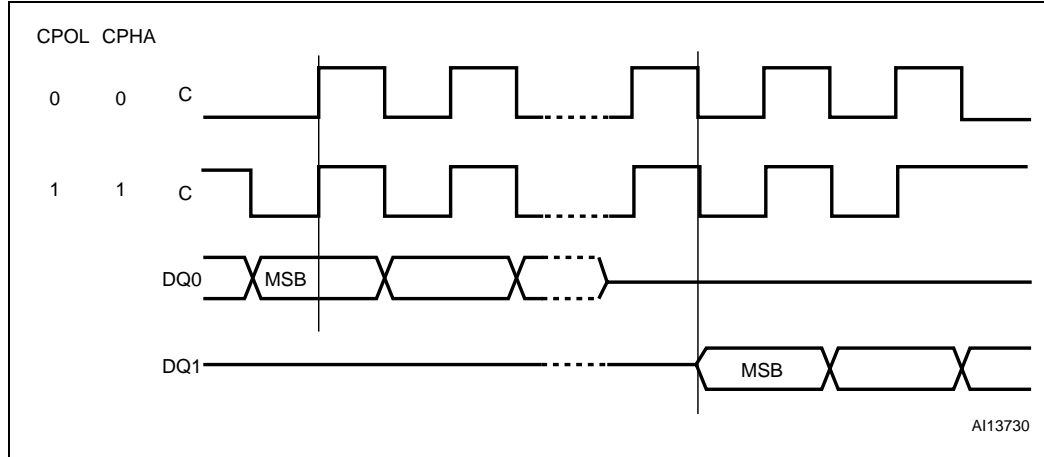 CPOL CPHA
0 0 C
1 1 C
DQ0 MSB
DQ1 MSB
AI13730